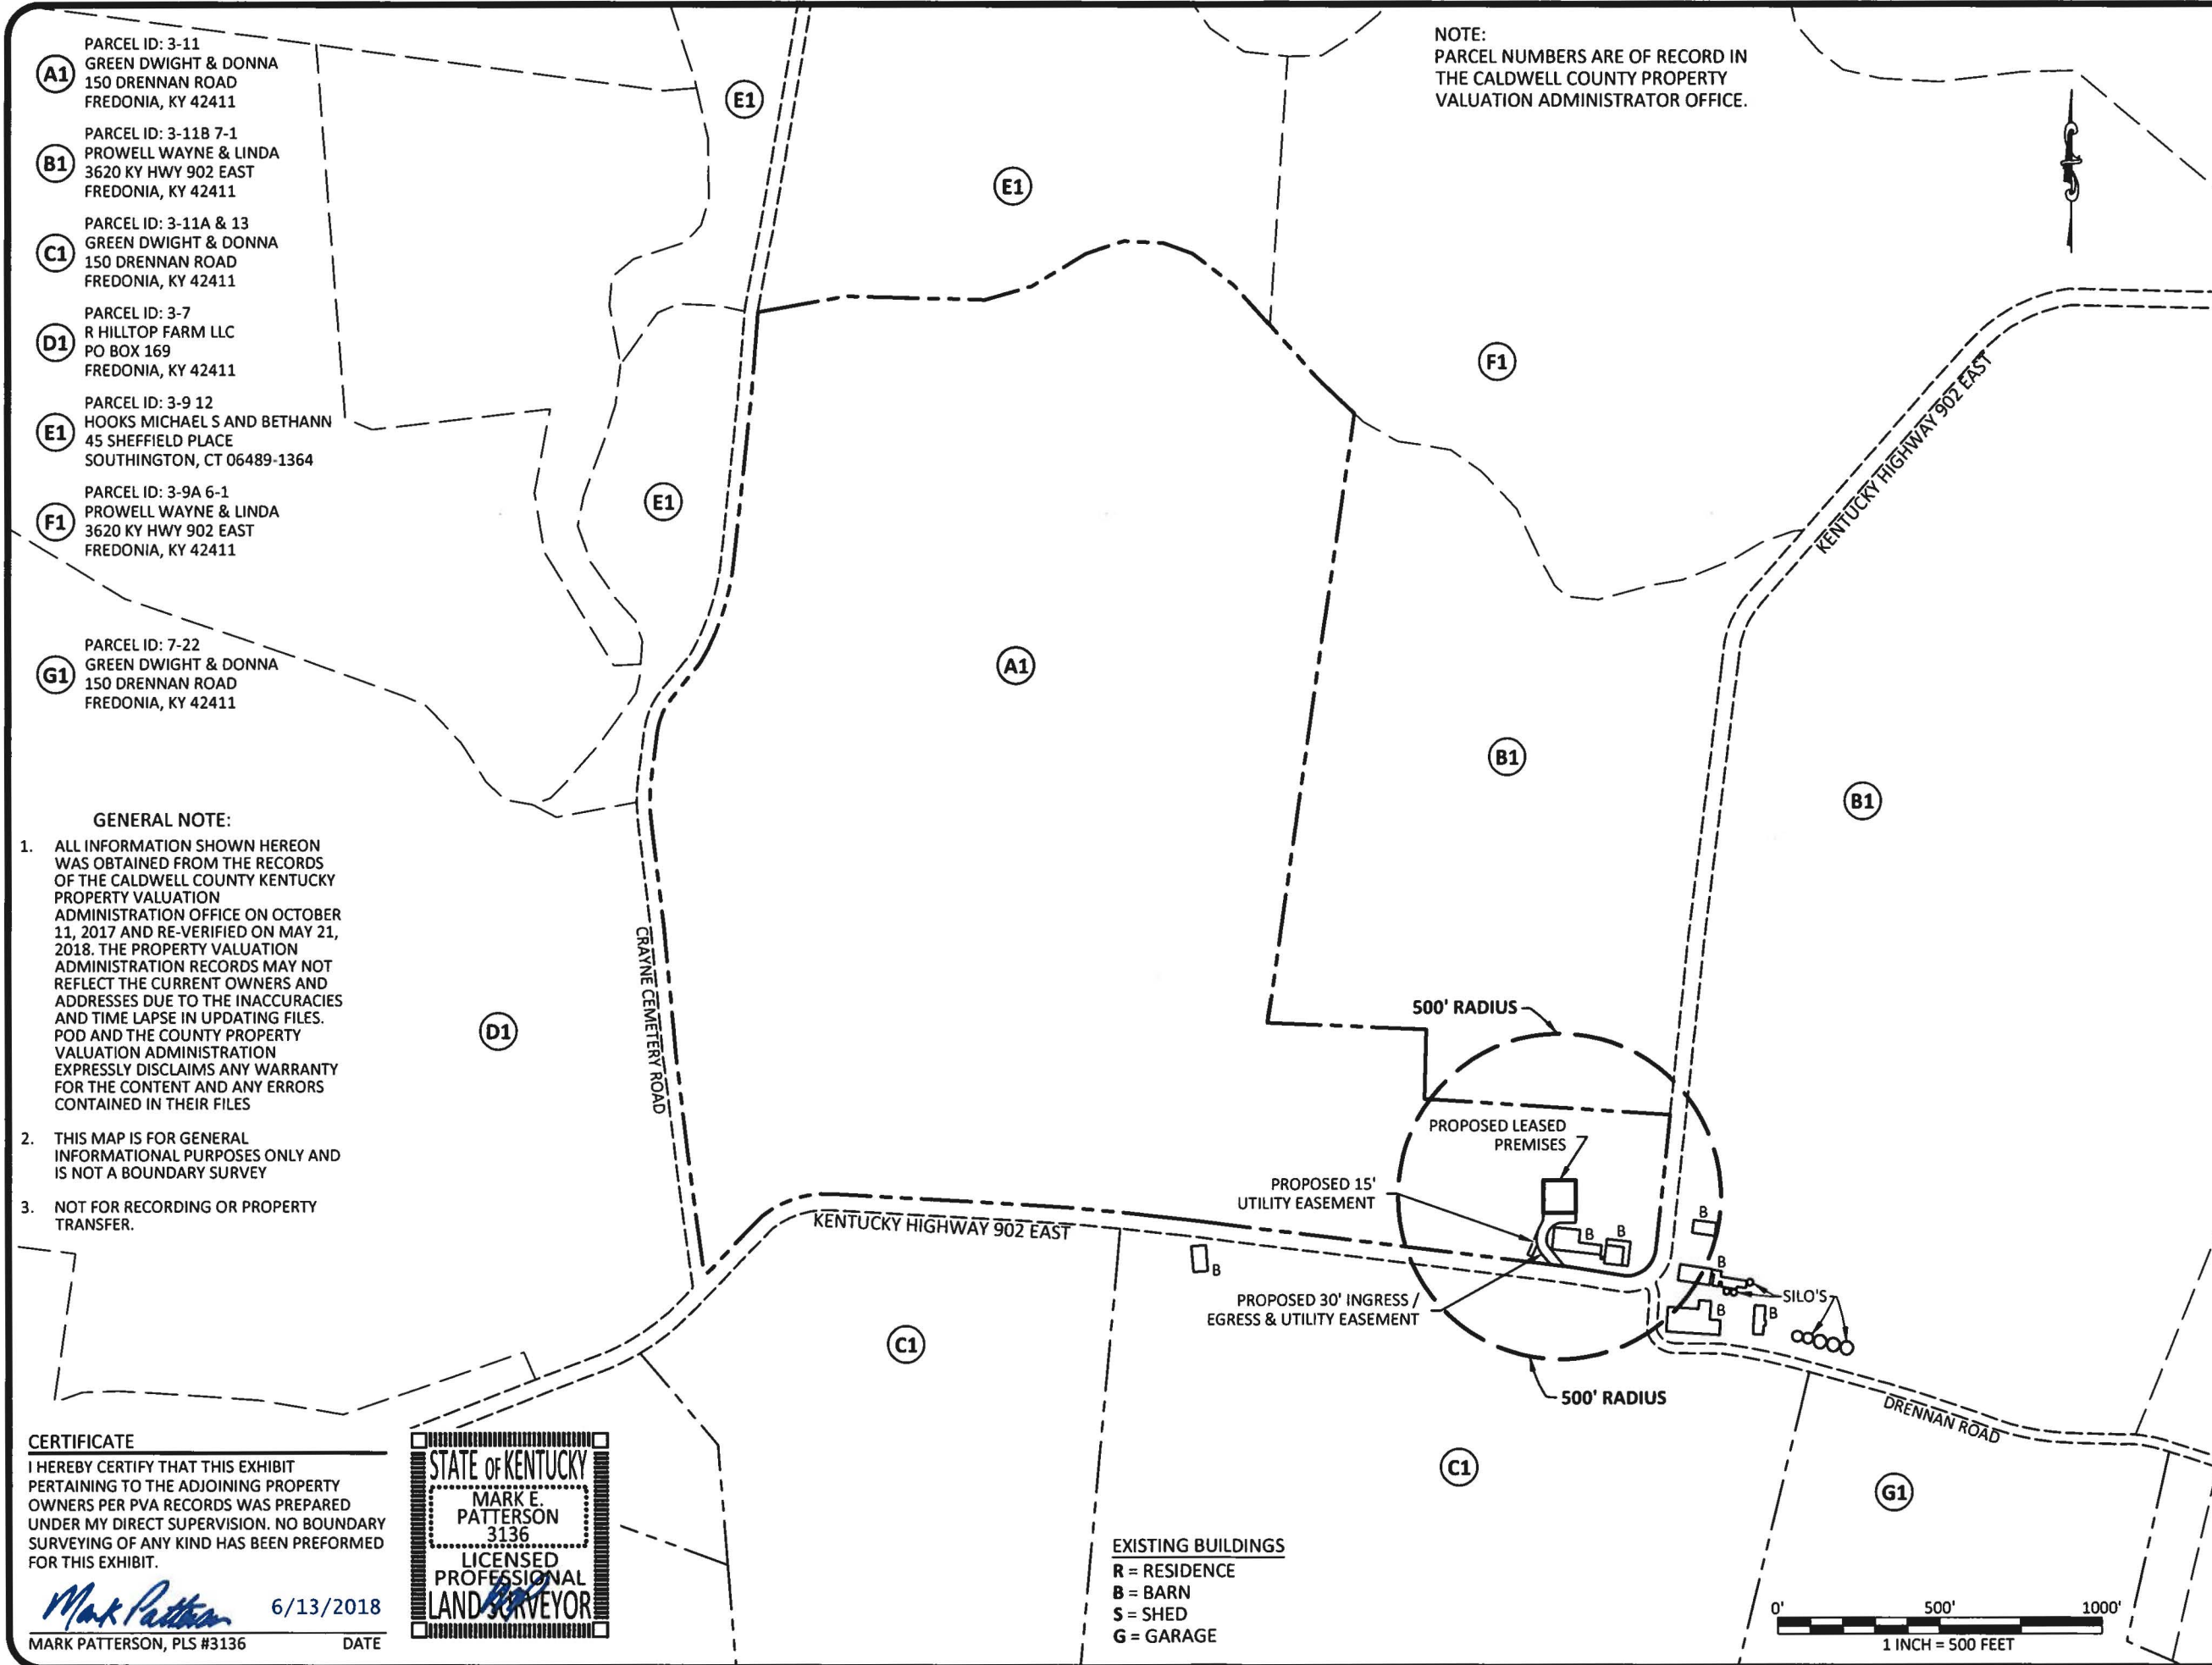 PARCEL ID: 3-11
A1
GREEN DWIGHT & DONNA
150 DRENNAN ROAD
FREDONIA, KY 42411
PARCEL ID: 3-11B 7-1
B1
PROWELL WAYNE & LINDA
3620 KY HWY 902 EAST
FREDONIA, KY 42411
PARCEL ID: 3-11A & 13
C1
GREEN DWIGHT & DONNA
150 DRENNAN ROAD
FREDONIA, KY 42411
PARCEL ID: 3-7
D1
R HILLTOP FARM LLC
PO BOX 169
FREDONIA, KY 42411
PARCEL ID: 3-9 12
E1
HOOKS MICHAEL S AND BETHANN
45 SHEFFIELD PLACE
SOUTHINGTON, CT 06489-1364
PARCEL ID: 3-9A 6-1
F1
PROWELL WAYNE & LINDA
3620 KY HWY 902 EAST
FREDONIA, KY 42411
PARCEL ID: 7-22
G1
GREEN DWIGHT & DONNA
150 DRENNAN ROAD
FREDONIA, KY 42411
NOTE:
PARCEL NUMBERS ARE OF RECORD IN
THE CALDWELL COUNTY PROPERTY
VALUATION ADMINISTRATOR OFFICE.
E1
E1
F1
KENTUCKY HIGHWAY 902 EAST
E1
A1
B1
B1
GENERAL NOTE:
1. ALL INFORMATION SHOWN HEREON
WAS OBTAINED FROM THE RECORDS
OF THE CALDWELL COUNTY KENTUCKY
PROPERTY VALUATION
ADMINISTRATION OFFICE ON OCTOBER
11, 2017 AND RE-VERIFIED ON MAY 21,
2018. THE PROPERTY VALUATION
ADMINISTRATION RECORDS MAY NOT
REFLECT THE CURRENT OWNERS AND
ADDRESSES DUE TO THE INACCURACIES
AND TIME LAPSE IN UPDATING FILES.
POD AND THE COUNTY PROPERTY
VALUATION ADMINISTRATION
EXPRESSLY DISCLAIMS ANY WARRANTY
FOR THE CONTENT AND ANY ERRORS
CONTAINED IN THEIR FILES
2. THIS MAP IS FOR GENERAL
INFORMATIONAL PURPOSES ONLY AND
IS NOT A BOUNDARY SURVEY
3. NOT FOR RECORDING OR PROPERTY
TRANSFER.
D1
CRAYNE CEMETERY ROAD
500' RADIUS
PROPOSED LEASED
PREMISES
PROPOSED 15'
UTILITY EASEMENT
KENTUCKY HIGHWAY 902 EAST
B
B
B
B
B
B
B
SILO'S
PROPOSED 30' INGRESS /
EGRESS & UTILITY EASEMENT
C1
500' RADIUS
DRENNAN ROAD
C1
G1
CERTIFICATE
I HEREBY CERTIFY THAT THIS EXHIBIT
PERTAINING TO THE ADJOINING PROPERTY
OWNERS PER PVA RECORDS WAS PREPARED
UNDER MY DIRECT SUPERVISION. NO BOUNDARY
SURVEYING OF ANY KIND HAS BEEN PREFORMED
FOR THIS EXHIBIT.
Mark Patterson 6/13/2018
MARK PATTERSON, PLS #3136 DATE
STATE OF KENTUCKY
MARK E.
PATTERSON
3136
LICENSED
PROFESSIONAL
LAND SURVEYOR
MP
EXISTING BUILDINGS
R = RESIDENCE
B = BARN
S = SHED
G = GARAGE
0' 500' 1000'
1 INCH = 500 FEET